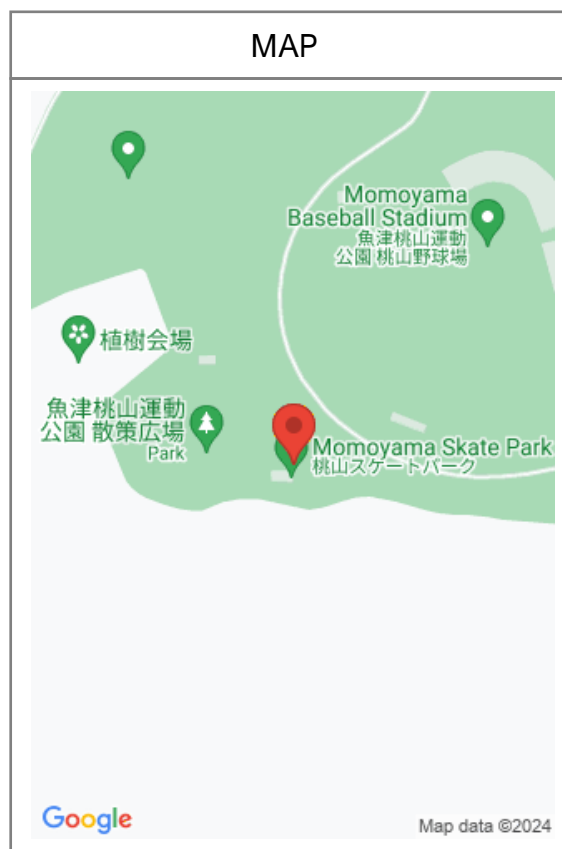 MAP
Momoyama
Baseball Stadium
魚津桃山運動
公園 桃山野球場
植樹会場
魚津桃山運動
公園 散策広場
Park
Momoyama Skate Park
桃山スケートパーク
Google
Map data ©2024